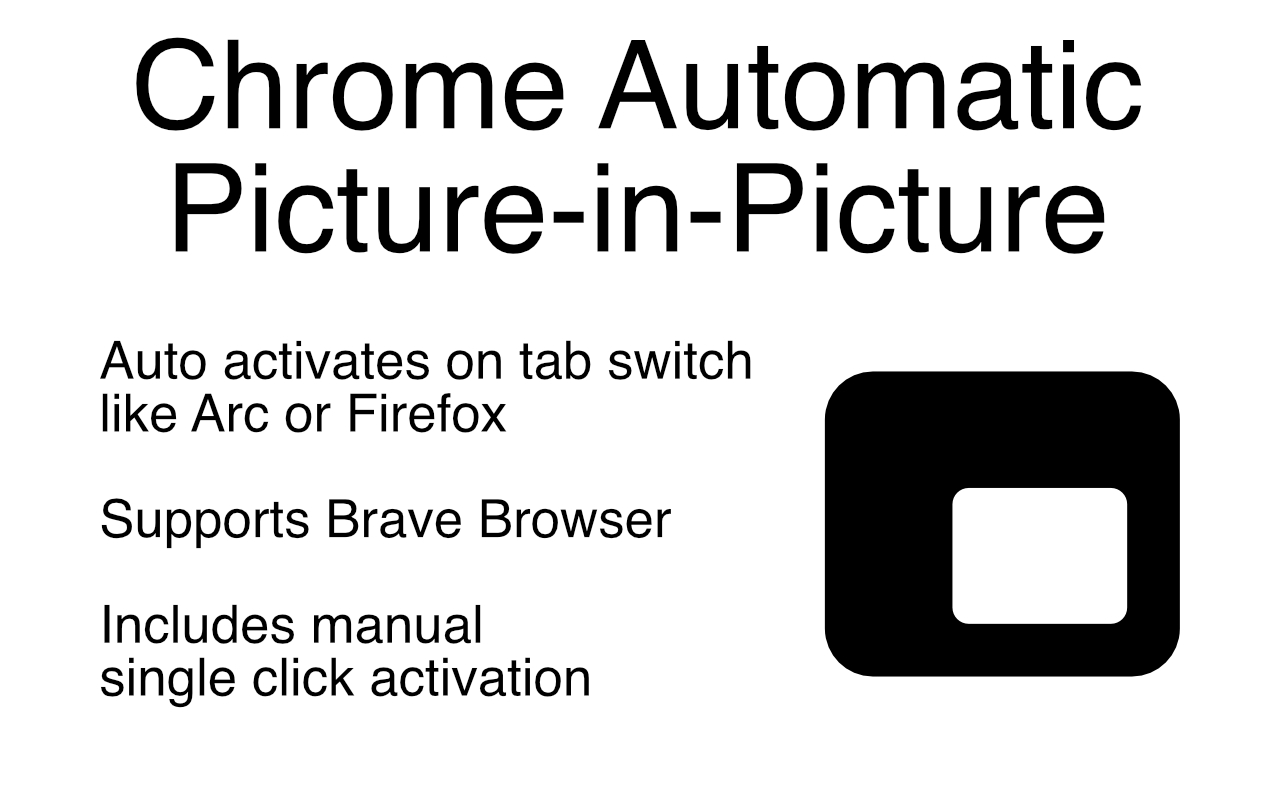 Chrome Automatic
Picture-in-Picture
Auto activates on tab switch
like Arc or Firefox
Supports Brave Browser
Includes manual
single click activation